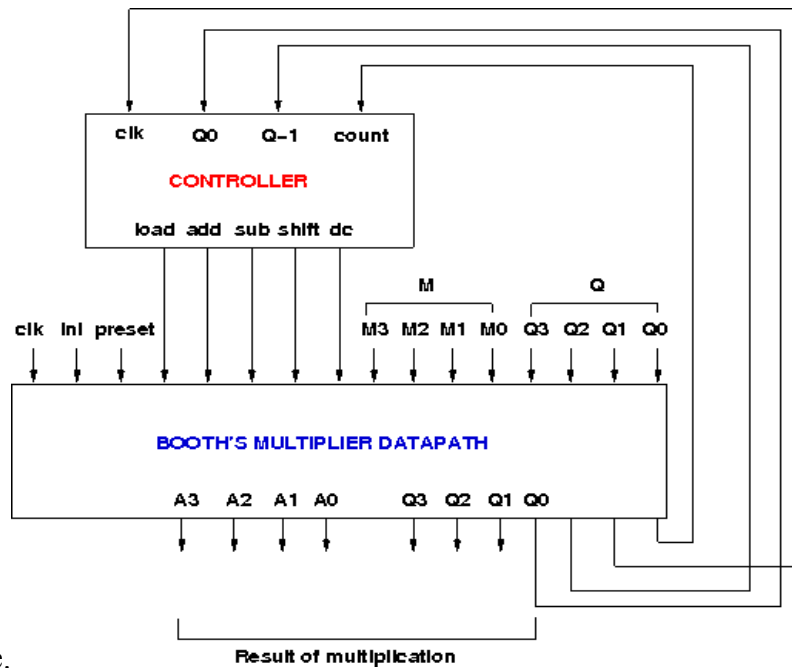 clk Q0 Q-1 count
CONTROLLER
load add sub shift dc
M Q
clk ini preset M3 M2 M1 M0 Q3 Q2 Q1 Q0
BOOTH'S MULTIPLIER DATAPATH
A3 A2 A1 A0 Q3 Q2 Q1 Q0
Result of multiplication